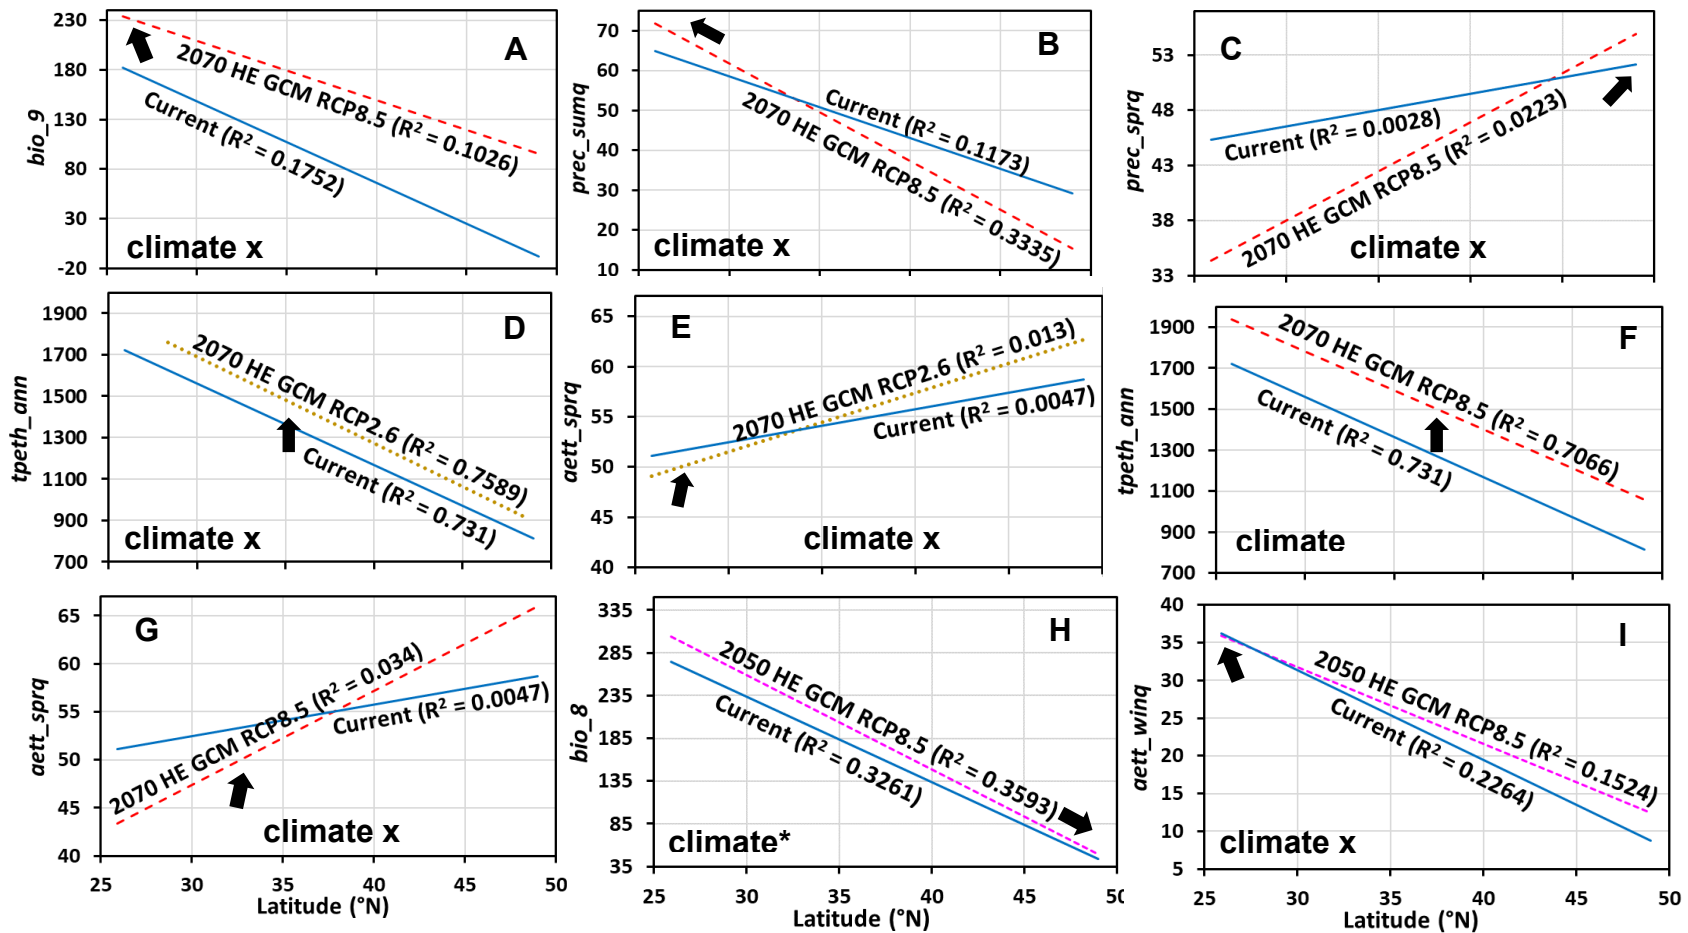 A
bio_9
230
180
130
80
30
-20
2070 HE GCM RCP8.5 (R² = 0.1026)
Current (R² = 0.1752)
climate x
B
prec_sumq
70
60
50
40
30
20
10
Current (R² = 0.1173)
2070 HE GCM RCP8.5 (R² = 0.3335)
climate x
C
prec_sprq
53
48
43
38
33
Current (R² = 0.0028)
2070 HE GCM RCP8.5 (R² = 0.0223)
climate x
D
tpeth_ann
1900
1700
1500
1300
1100
900
700
2070 HE GCM RCP2.6 (R² = 0.7589)
Current (R² = 0.731)
climate x
E
aett_sprq
65
60
55
50
45
40
2070 HE GCM RCP2.6 (R² = 0.013)
Current (R² = 0.0047)
climate x
F
tpeth_ann
1900
1700
1500
1300
1100
900
700
2070 HE GCM RCP8.5 (R² = 0.7066)
Current (R² = 0.731)
climate
G
aett_sprq
65
60
55
50
45
40
2070 HE GCM RCP8.5 (R² = 0.034)
Current (R² = 0.0047)
climate x
25 30 35 40 45 50
Latitude (°N)
H
bio_8
335
285
235
185
135
85
35
2050 HE GCM RCP8.5 (R² = 0.3593)
Current (R² = 0.3261)
climate*
25 30 35 40 45
Latitude (°N)
I
aett_winq
40
35
30
25
20
15
10
5
2050 HE GCM RCP8.5 (R² = 0.1524)
Current (R² = 0.2264)
climate x
25 30 35 40 45 50
Latitude (°N)